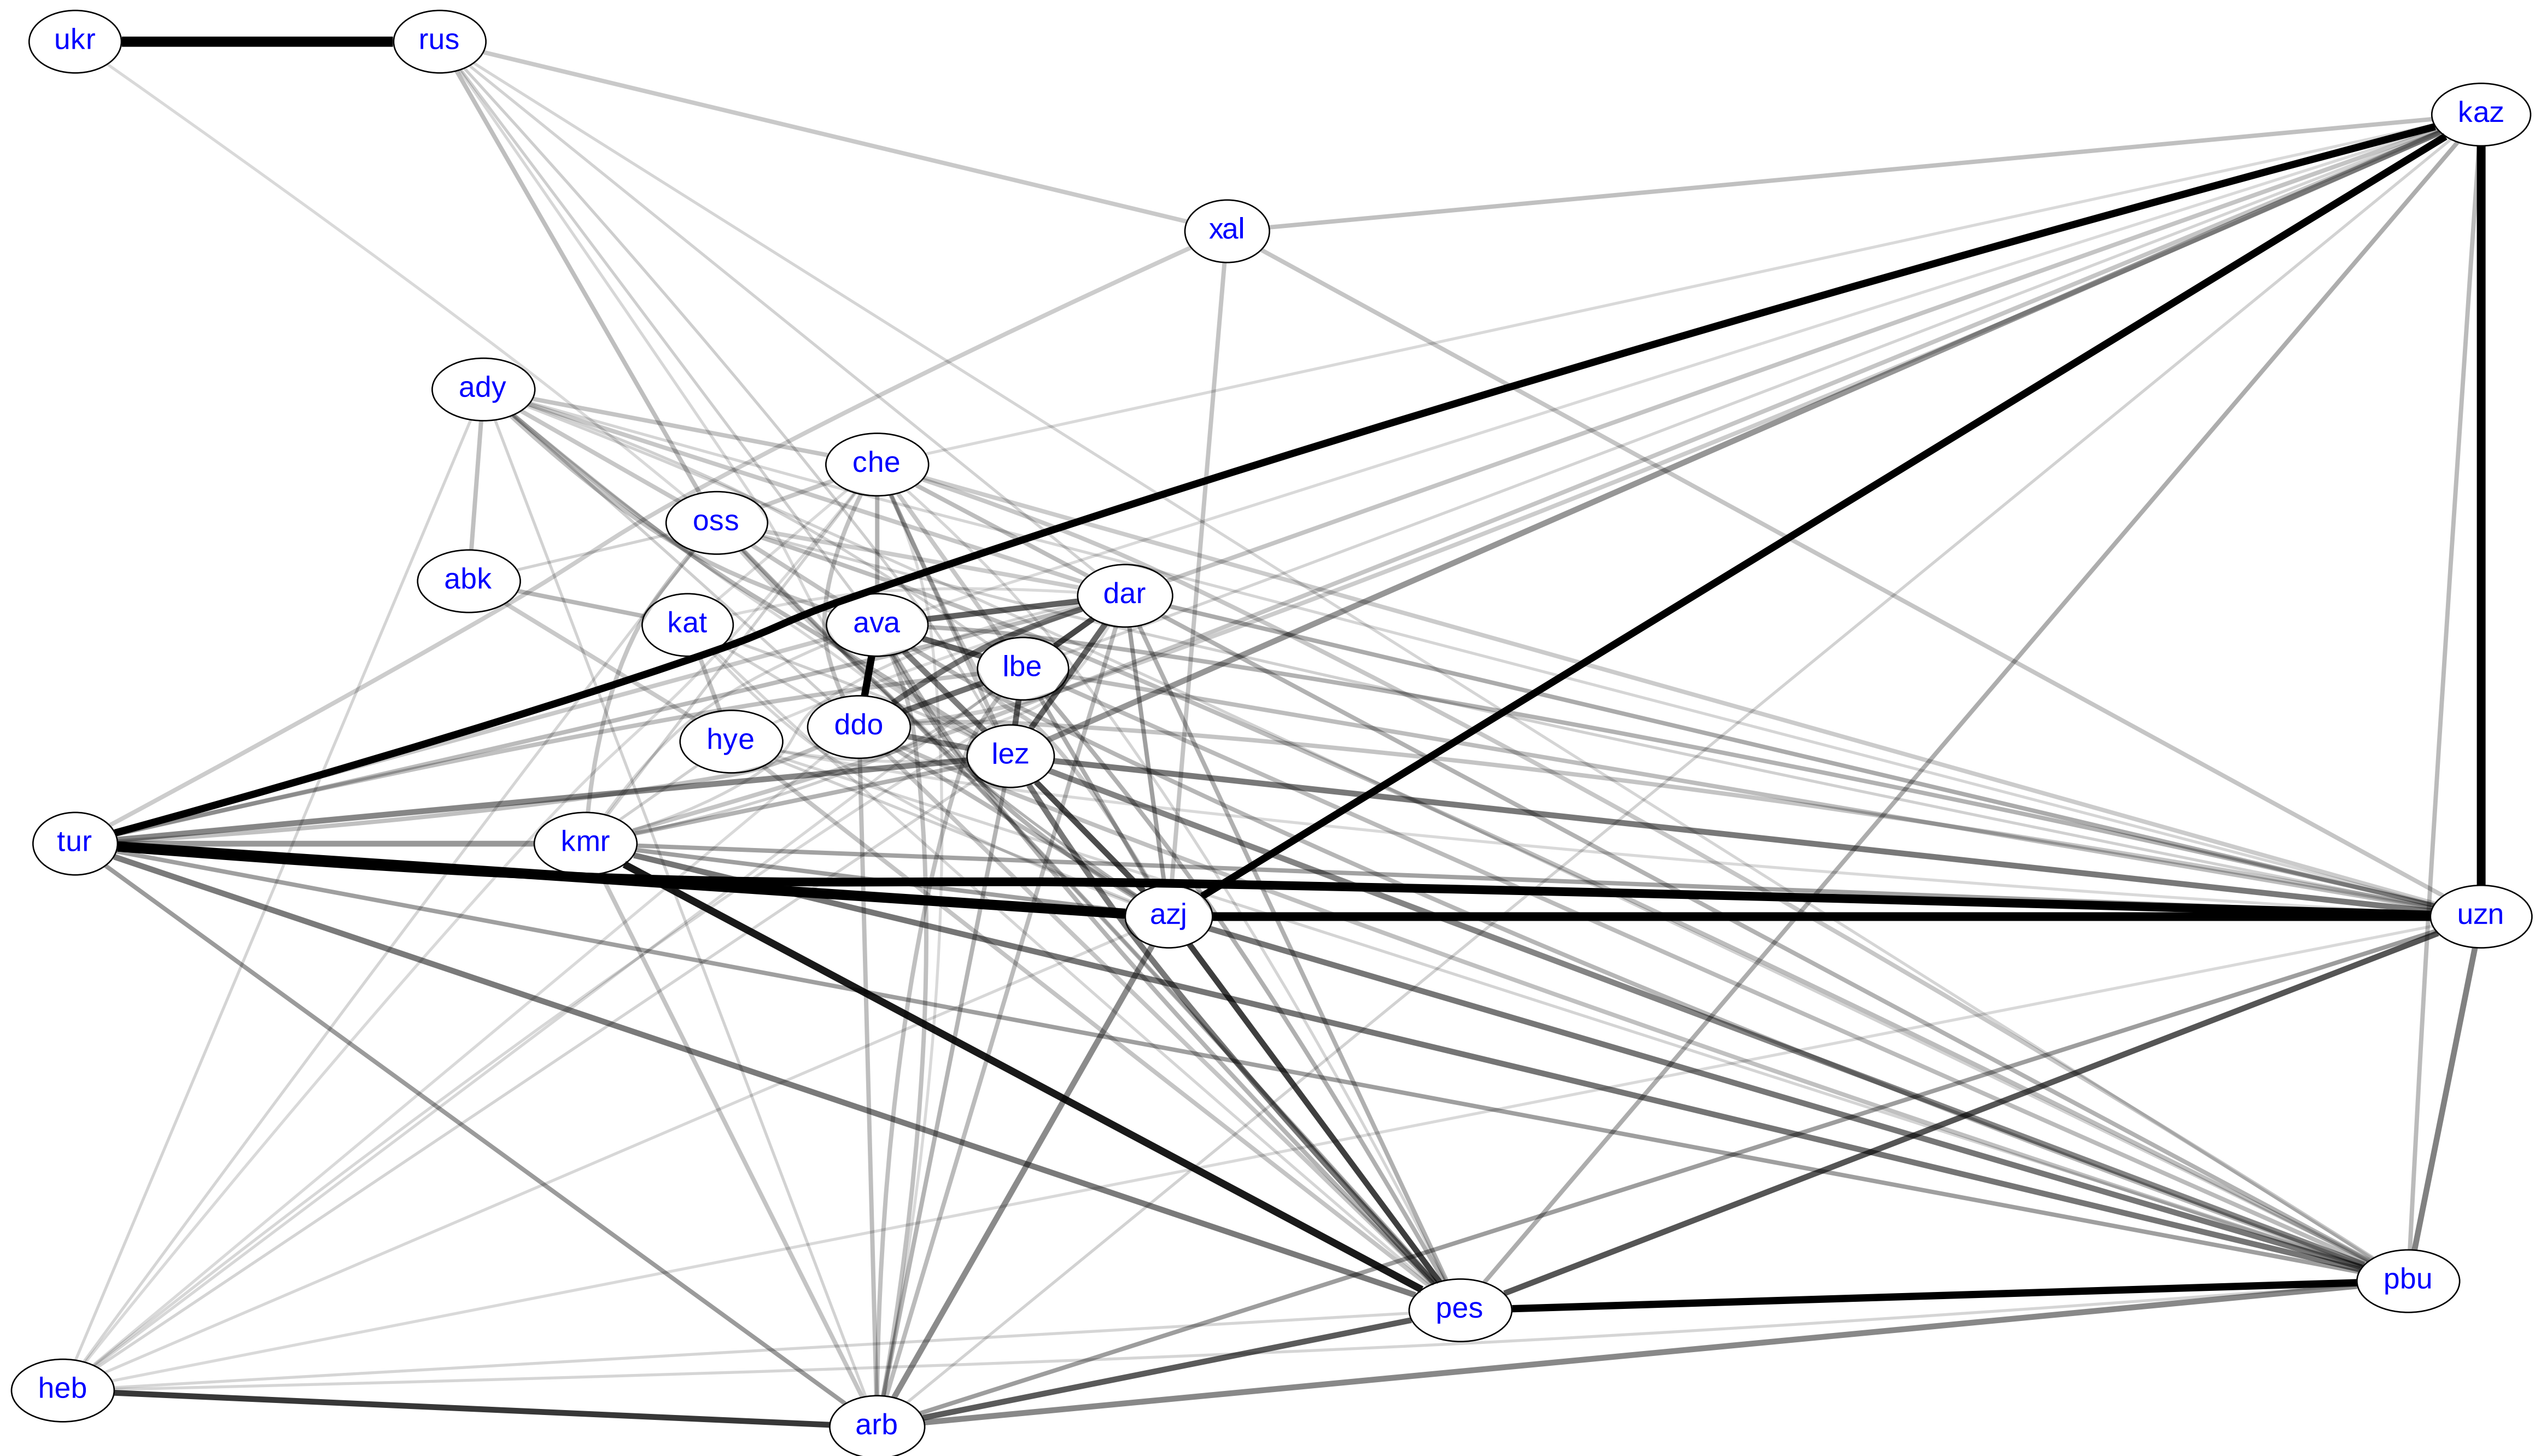 ukr
rus
kaz
xal
ady
che
oss
abk
dar
kat
ava
lbe
ddo
hye
lez
tur
kmr
azj
uzn
pbu
pes
heb
arb